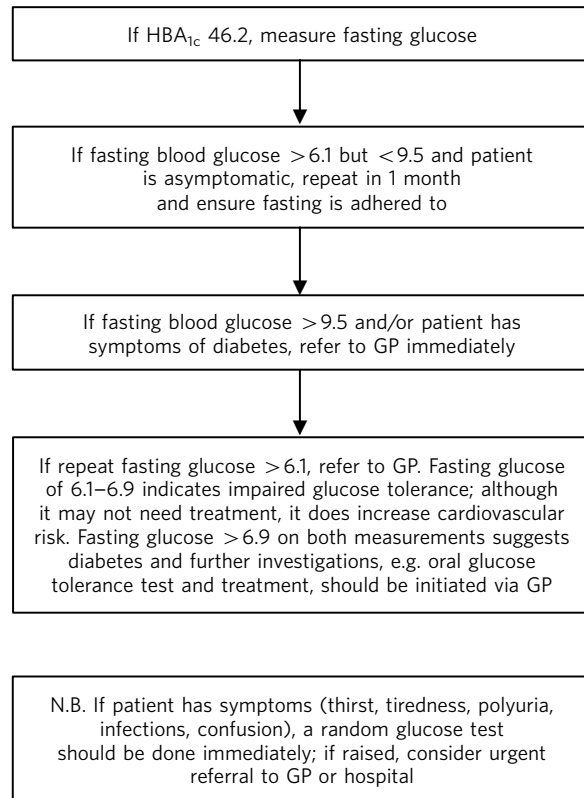 If HBA1c 46.2, measure fasting glucose
If fasting blood glucose >6.1 but <9.5 and patient
is asymptomatic, repeat in 1 month
and ensure fasting is adhered to
If fasting blood glucose >9.5 and/or patient has
symptoms of diabetes, refer to GP immediately
If repeat fasting glucose >6.1, refer to GP. Fasting glucose
of 6.1–6.9 indicates impaired glucose tolerance; although
it may not need treatment, it does increase cardiovascular
risk. Fasting glucose >6.9 on both measurements suggests
diabetes and further investigations, e.g. oral glucose
tolerance test and treatment, should be initiated via GP
N.B. If patient has symptoms (thirst, tiredness, polyuria,
infections, confusion), a random glucose test
should be done immediately; if raised, consider urgent
referral to GP or hospital